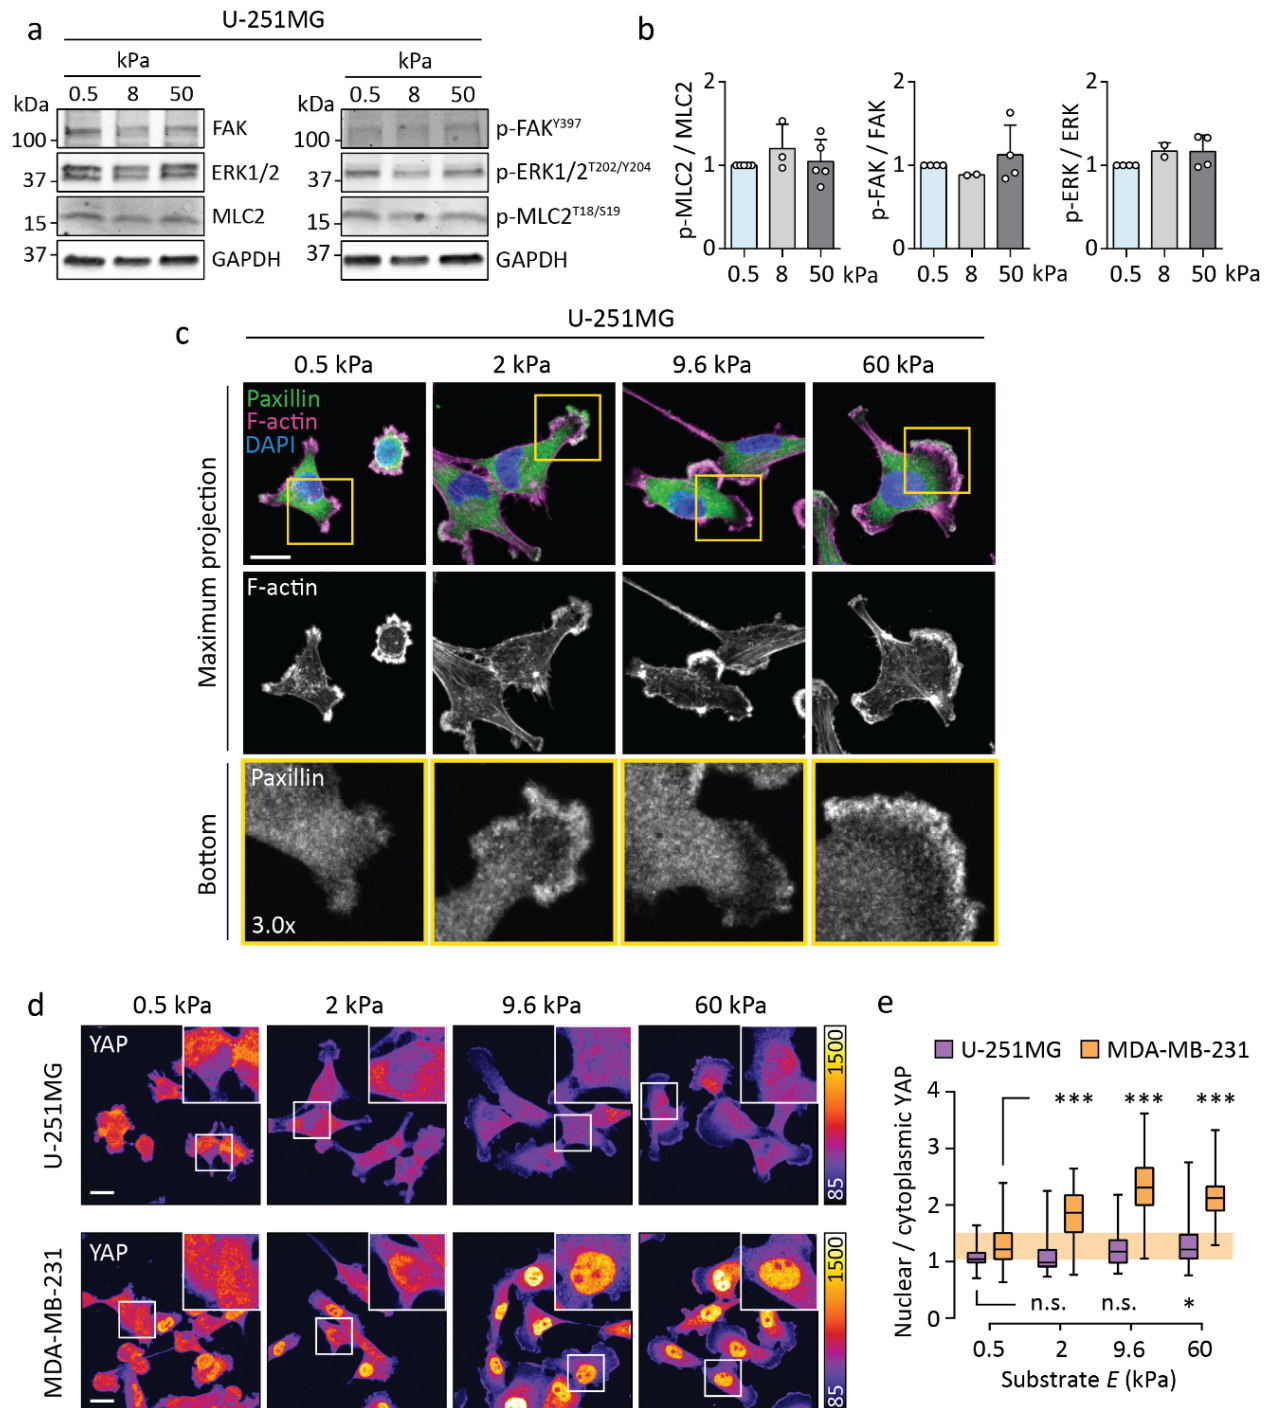 a
U-251MG
kPa
kPa
kDa
0.5 8 50
kDa
0.5 8 50
100
FAK
100
p-FAKY397
37
ERK1/2
37
p-ERK1/2T202/Y204
15
MLC2
15
p-MLC2T18/S19
37
GAPDH
37
GAPDH
b
p-MLC2 / MLC2
2
1
0
0.5 8 50 kPa
p-FAK / FAK
2
1
0
0.5 8 50 kPa
p-ERK / ERK
2
1
0
0.5 8 50 kPa
c
U-251MG
0.5 kPa 2 kPa 9.6 kPa 60 kPa
Maximum projection
Paxillin
F-actin
DAPI
F-actin
Bottom
Paxillin
3.0x
d
0.5 kPa 2 kPa 9.6 kPa 60 kPa
U-251MG
YAP
1500
85
MDA-MB-231
YAP
1500
85
e
U-251MG MDA-MB-231
Nuclear / cytoplasmic YAP
4
3
2
1
0
*** *** ***
n.s. n.s. *
0.5 2 9.6 60
Substrate E (kPa)